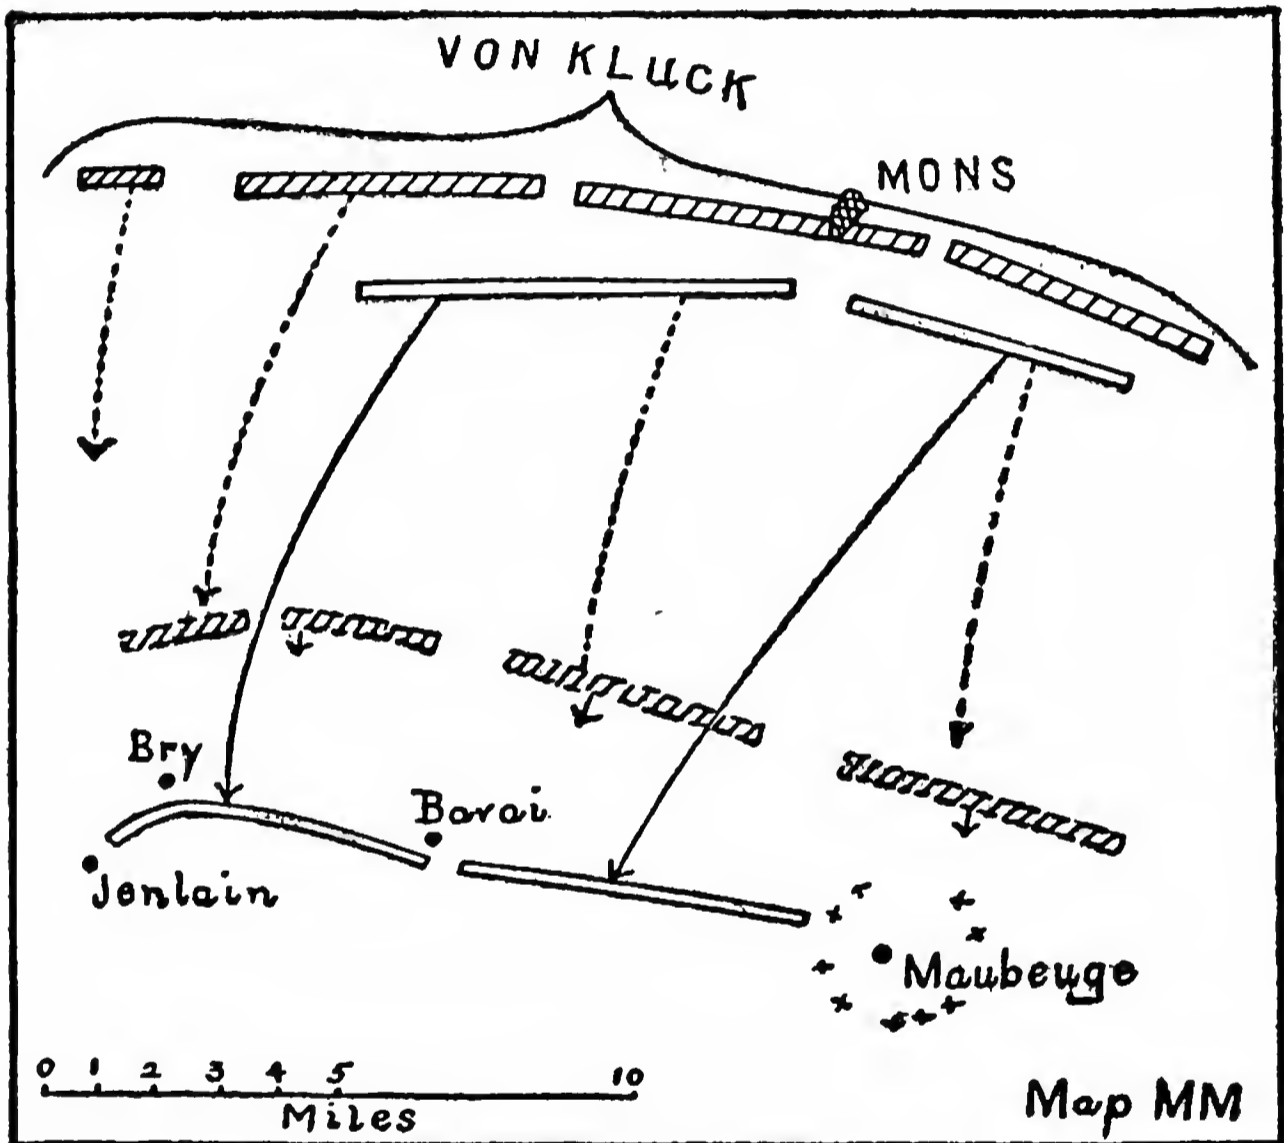 VON KLUCK
MONS
Bry
Bavai
Jenlain
Maubeuge
0 1 2 3 4 5 10
Miles
Map MM